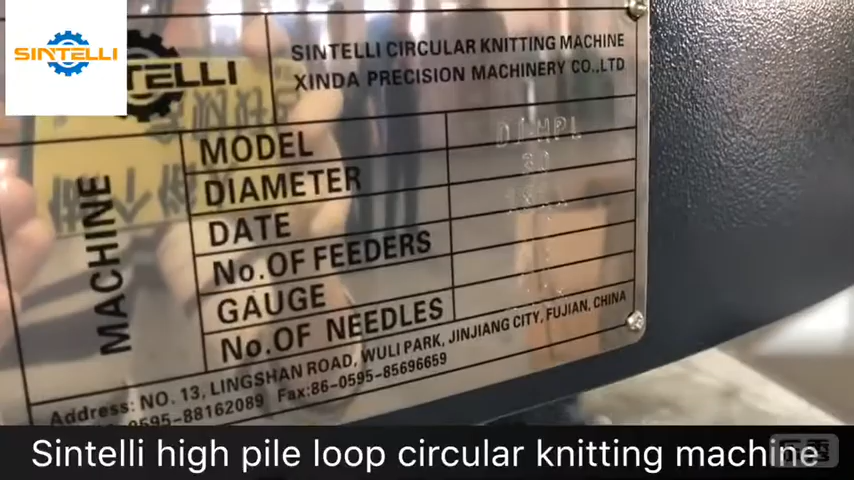 SINTELLI
TELLI
SINTELLI CIRCULAR KNITTING MACHINE
XINDA PRECISION MACHINERY CO.,LTD
MACHINE
MODEL
DIAMETER
DATE
No.OF FEEDERS
GAUGE
No.OF NEEDLES
Address: NO. 13, LINGSHAN ROAD, WULI PARK, JINJIANG CITY, FUJIAN, CHINA
0595-88162089 Fax:86-0595-85696659
Sintelli high pile loop circular knitting machine